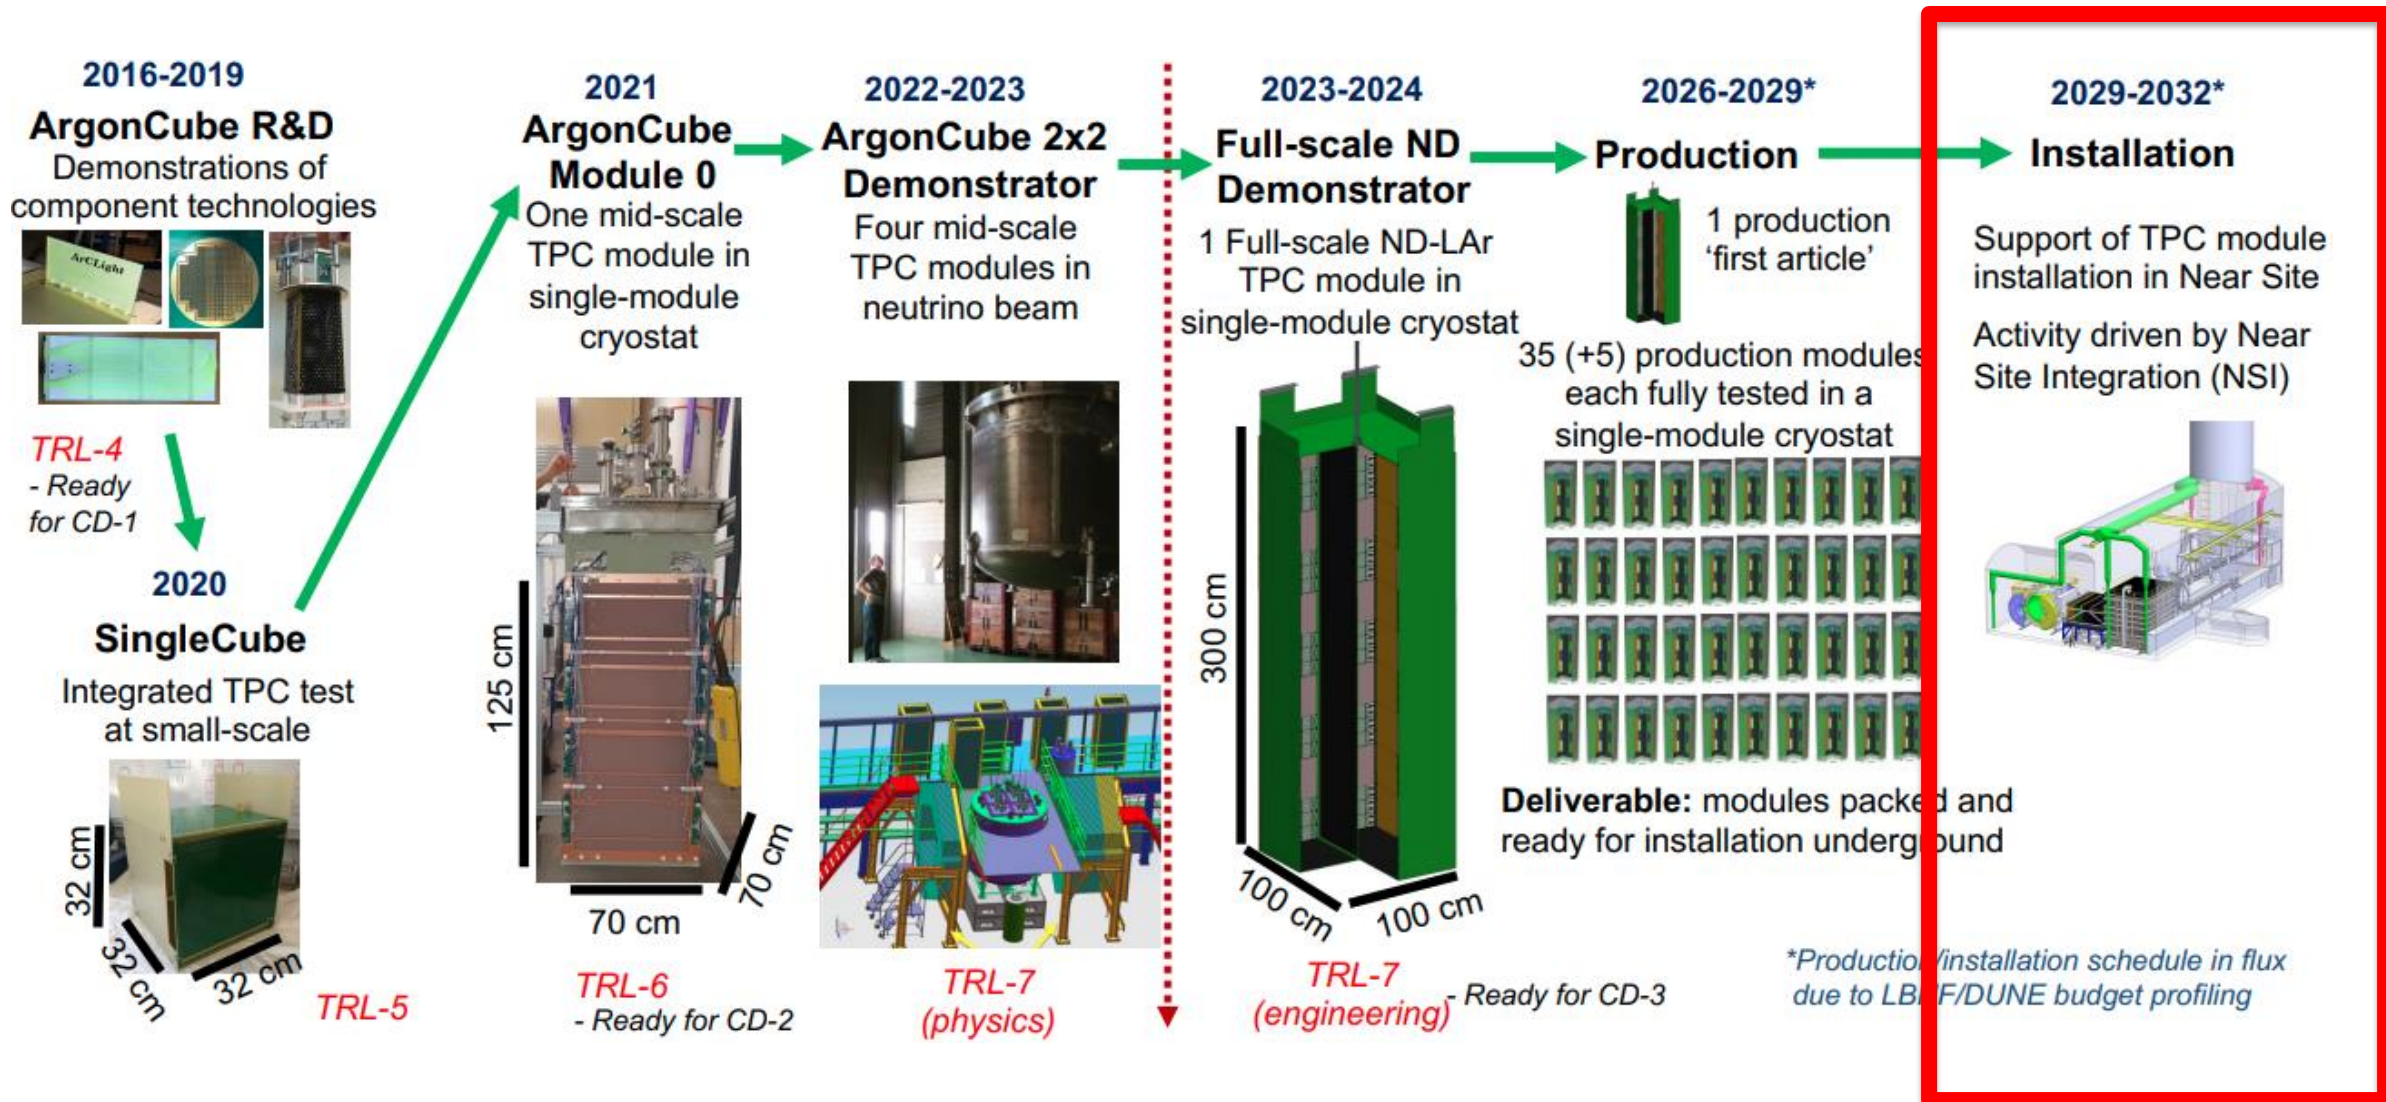 2016-2019
ArgonCube R&D
Demonstrations of
component technologies
ArCLight
TRL-4
- Ready
for CD-1
2020
SingleCube
Integrated TPC test
at small-scale
32 cm
32 cm
32 cm
TRL-5
2021
ArgonCube
Module 0
One mid-scale
TPC module in
single-module
cryostat
125 cm
70 cm
70 cm
TRL-6
- Ready for CD-2
2022-2023
ArgonCube 2x2
Demonstrator
Four mid-scale
TPC modules in
neutrino beam
TRL-7
(physics)
2023-2024
Full-scale ND
Demonstrator
1 Full-scale ND-LAr
TPC module in
single-module cryostat
300 cm
100 cm
100 cm
TRL-7
(engineering)
- Ready for CD-3
2026-2029*
Production
1 production
‘first article’
35 (+5) production modules
each fully tested in a
single-module cryostat
Deliverable: modules packed and
ready for installation underground
2029-2032*
Installation
Support of TPC module
installation in Near Site
Activity driven by Near
Site Integration (NSI)
*Production/installation schedule in flux
due to LBNF/DUNE budget profiling